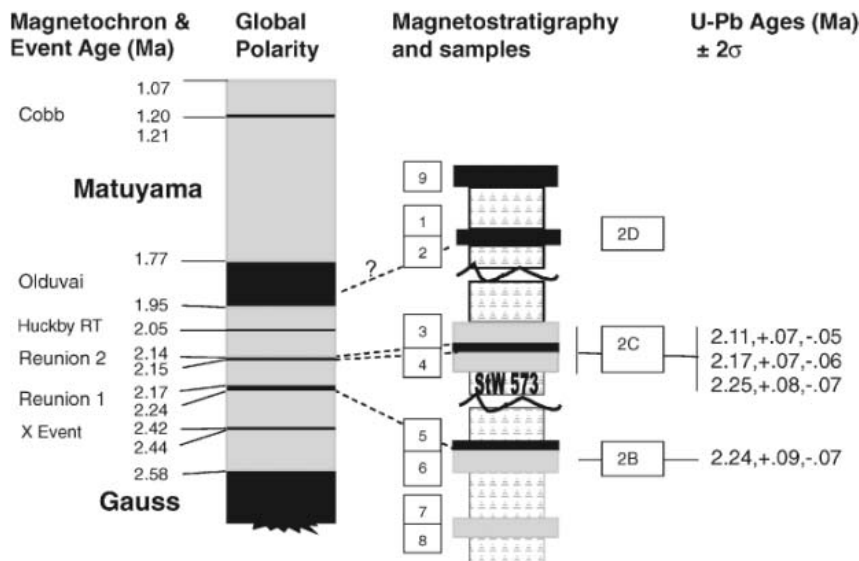 Magnetochron & Event Age (Ma)
Global Polarity
Magnetostratigraphy and samples
U-Pb Ages (Ma) ± 2σ
1.07
Cobb
1.20
1.21
Matuyama
1.77
Olduvai
1.95
Huckby RT
2.05
Reunion 2
2.14
2.15
Reunion 1
2.17
2.24
X Event
2.42
2.44
2.58
Gauss
?
9
1
2
3
4
5
6
7
8
StW 573
2D
2C
2B
2.11,+.07,-.05
2.17,+.07,-.06
2.25,+.08,-.07
2.24,+.09,-.07